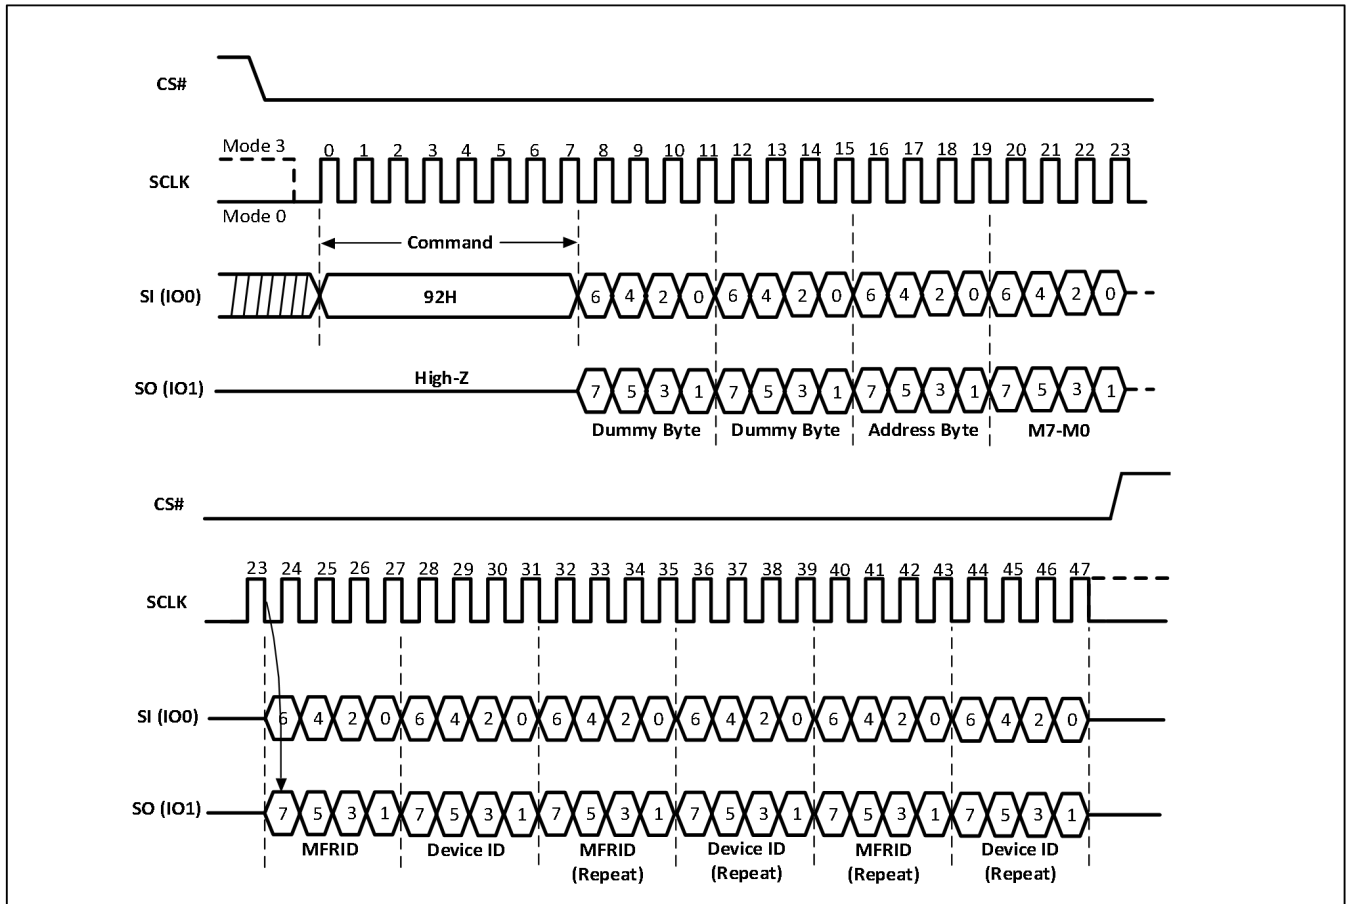 CS#
Mode 3
0 1 2 3 4 5 6 7 8 9 10 11 12 13 14 15 16 17 18 19 20 21 22 23
SCLK
Mode 0
Command
SI (IO0)
92H
6 4 2 0 6 4 2 0 6 4 2 0 6 4 2 0
High-Z
SO (IO1)
7 5 3 1 7 5 3 1 7 5 3 1 7 5 3 1
Dummy Byte Dummy Byte Address Byte M7-M0
CS#
23 24 25 26 27 28 29 30 31 32 33 34 35 36 37 38 39 40 41 42 43 44 45 46 47
SCLK
SI (IO0)
6 4 2 0 6 4 2 0 6 4 2 0 6 4 2 0 6 4 2 0 6 4 2 0
SO (IO1)
7 5 3 1 7 5 3 1 7 5 3 1 7 5 3 1 7 5 3 1 7 5 3 1
MFRID
Device ID
MFRID
(Repeat)
Device ID
(Repeat)
MFRID
(Repeat)
Device ID
(Repeat)